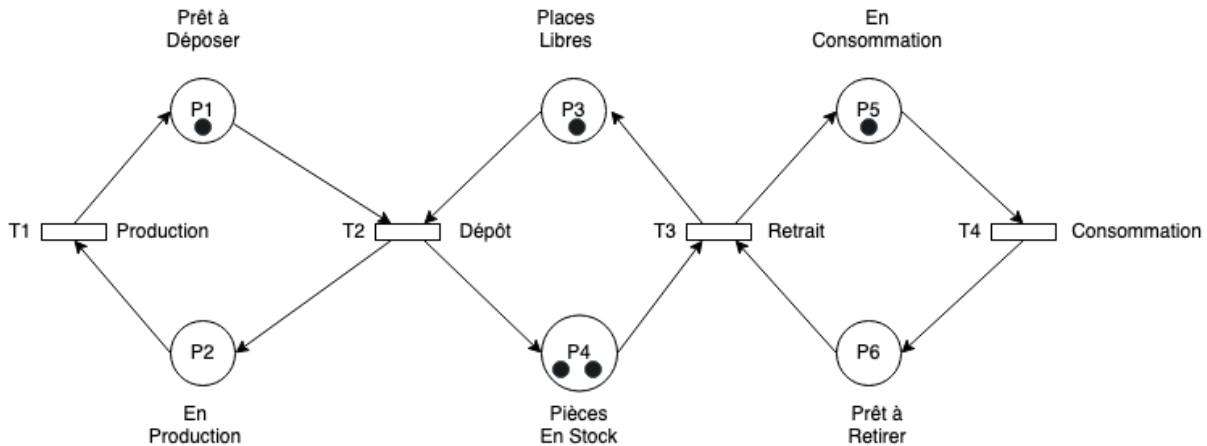 Prêt à
Déposer
Places
Libres
En
Consommation
P1
P3
P5
T1
Production
T2
Dépôt
T3
Retrait
T4
Consommation
P2
P4
P6
En
Production
Pièces
En Stock
Prêt à
Retirer